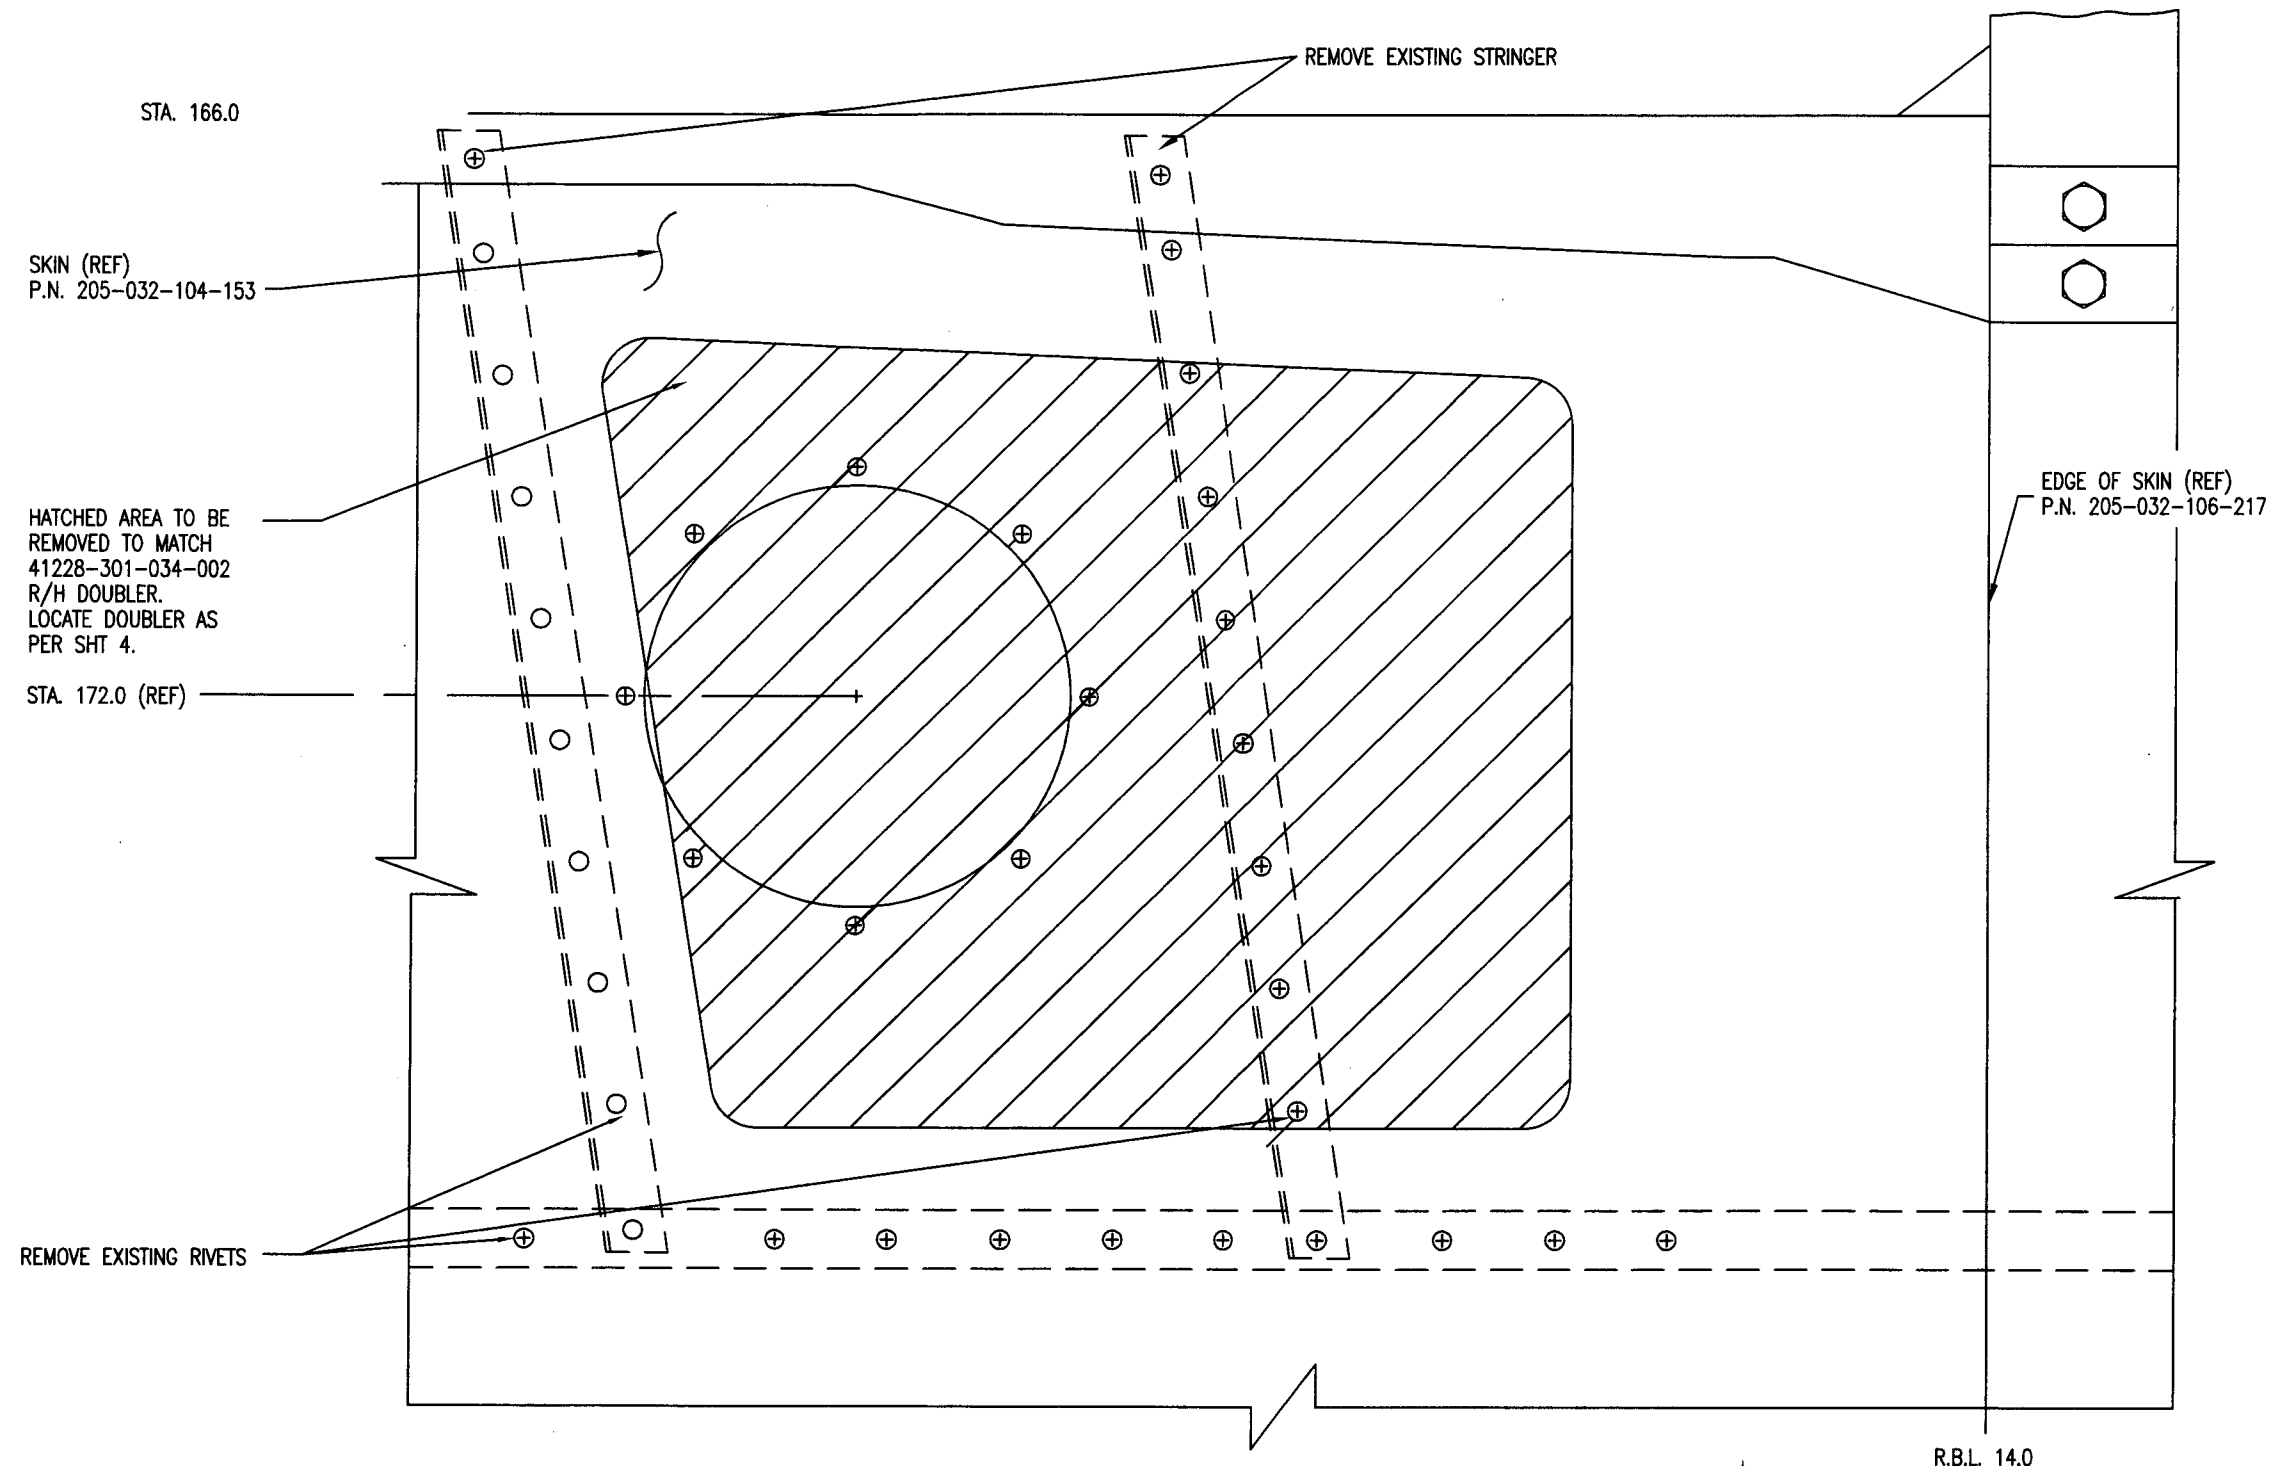 REMOVE EXISTING STRINGER
STA. 166.0
SKIN (REF)
P.N. 205-032-104-153
EDGE OF SKIN (REF)
P.N. 205-032-106-217
HATCHED AREA TO BE
REMOVED TO MATCH
41228-301-034-002
R/H DOUBLER.
LOCATE DOUBLER AS
PER SHT 4.
STA. 172.0 (REF)
REMOVE EXISTING RIVETS
R.B.L. 14.0